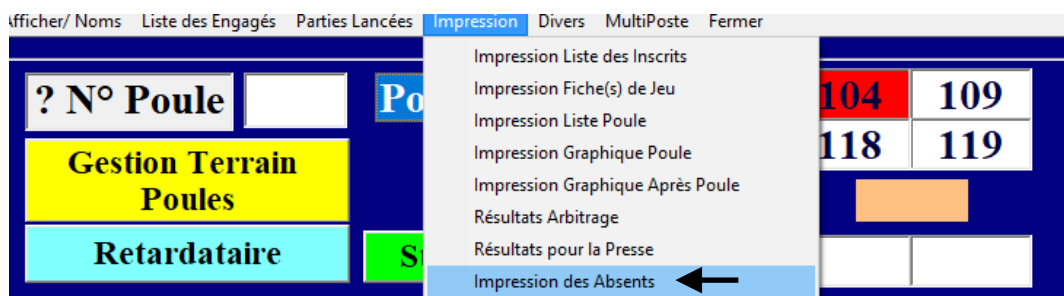 Afficher/ Noms Liste des Engagés Parties Lancées Impression Divers MultiPoste Fermer
Impression Liste des Inscrits
Impression Fiche(s) de Jeu
Impression Liste Poule
Impression Graphique Poule
Impression Graphique Après Poule
Résultats Arbitrage
Résultats pour la Presse
Impression des Absents
? N° Poule Po 104 109
118 119
Gestion Terrain
Poules
Retardataire